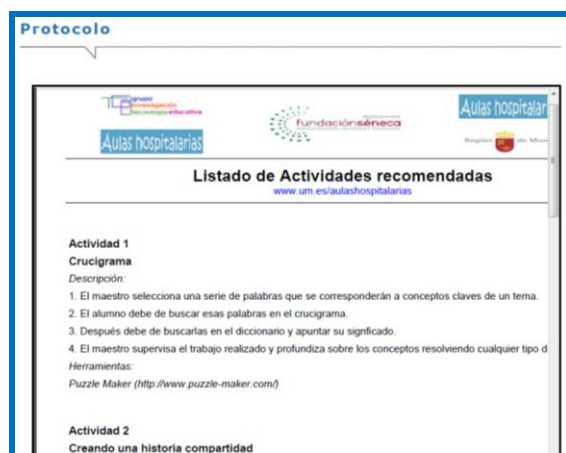 Protocolo
grupo
investigación
tecnología educativa
Aulas hospitalarias
fundaciónséneca
Aulas hospitalar
Región de Mur
Listado de Actividades recomendadas
www.um.es/aulashospitalarias
Actividad 1
Crucigrama
Descripción:
1. El maestro selecciona una serie de palabras que se corresponderán a conceptos claves de un tema.
2. El alumno debe de buscar esas palabras en el crucigrama.
3. Después debe de buscarlas en el diccionario y apuntar su signficado.
4. El maestro supervisa el trabajo realizado y profundiza sobre los conceptos resolviendo cualquier tipo d
Herramientas:
Puzzle Maker (http://www.puzzle-maker.com/)
Actividad 2
Creando una historia compartidad